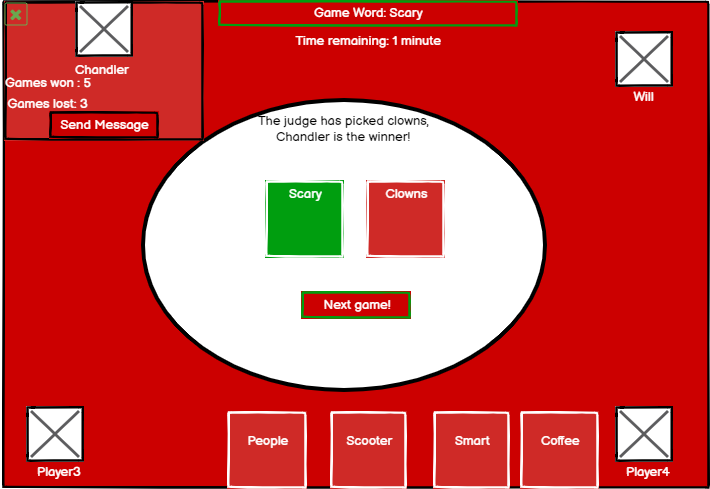 Game Word: Scary
Time remaining: 1 minute
Chandler
Games won : 5
Games lost: 3
Send Message
Will
The judge has picked clowns,
Chandler is the winner!
Scary
Clowns
Next game!
People
Scooter
Smart
Coffee
Player3
Player4